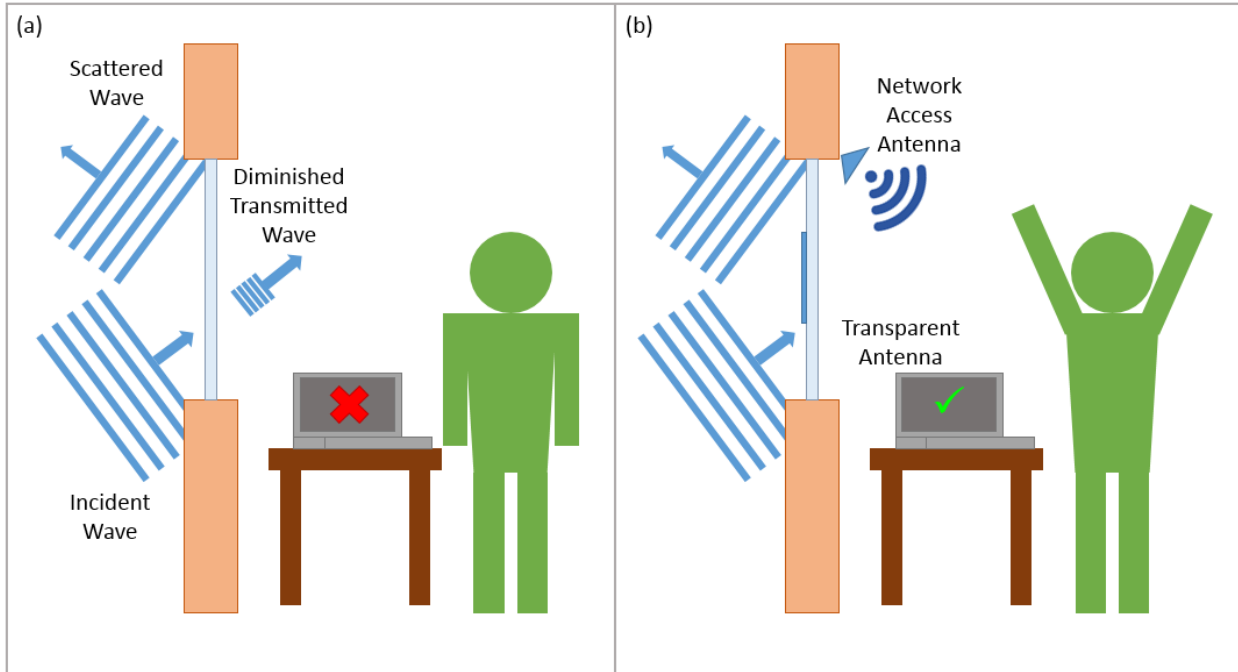 (a)
Scattered
Wave
Diminished
Transmitted
Wave
Incident
Wave
(b)
Network
Access
Antenna
Transparent
Antenna